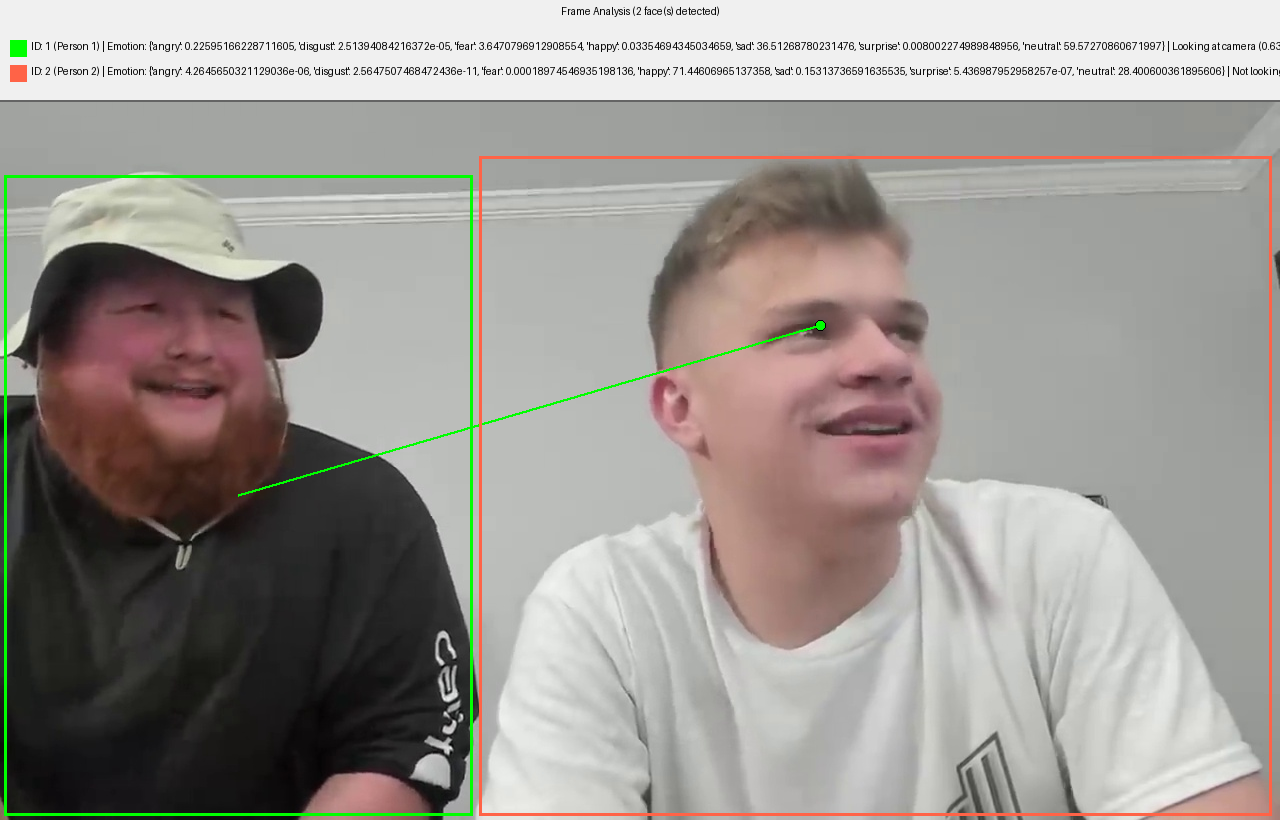 Frame Analysis (2 face(s) detected)
ID: 1 (Person 1) | Emotion: {'angry': 0.22595166228711605, 'disgust': 2.51394084216372e-05, 'fear': 3.6470796912908554, 'happy': 0.03354694345034659, 'sad': 36.51268780231476, 'surprise': 0.008002274989848956, 'neutral': 59.57270860671997} | Looking at camera (0.63
ID: 2 (Person 2) | Emotion: {'angry': 4.2645650321129036e-06, 'disgust': 2.5647507468472436e-11, 'fear': 0.00018974546935198136, 'happy': 71.44606965137358, 'sad': 0.15313736591635535, 'surprise': 5.436987952958257e-07, 'neutral': 28.400600361895606} | Not looking